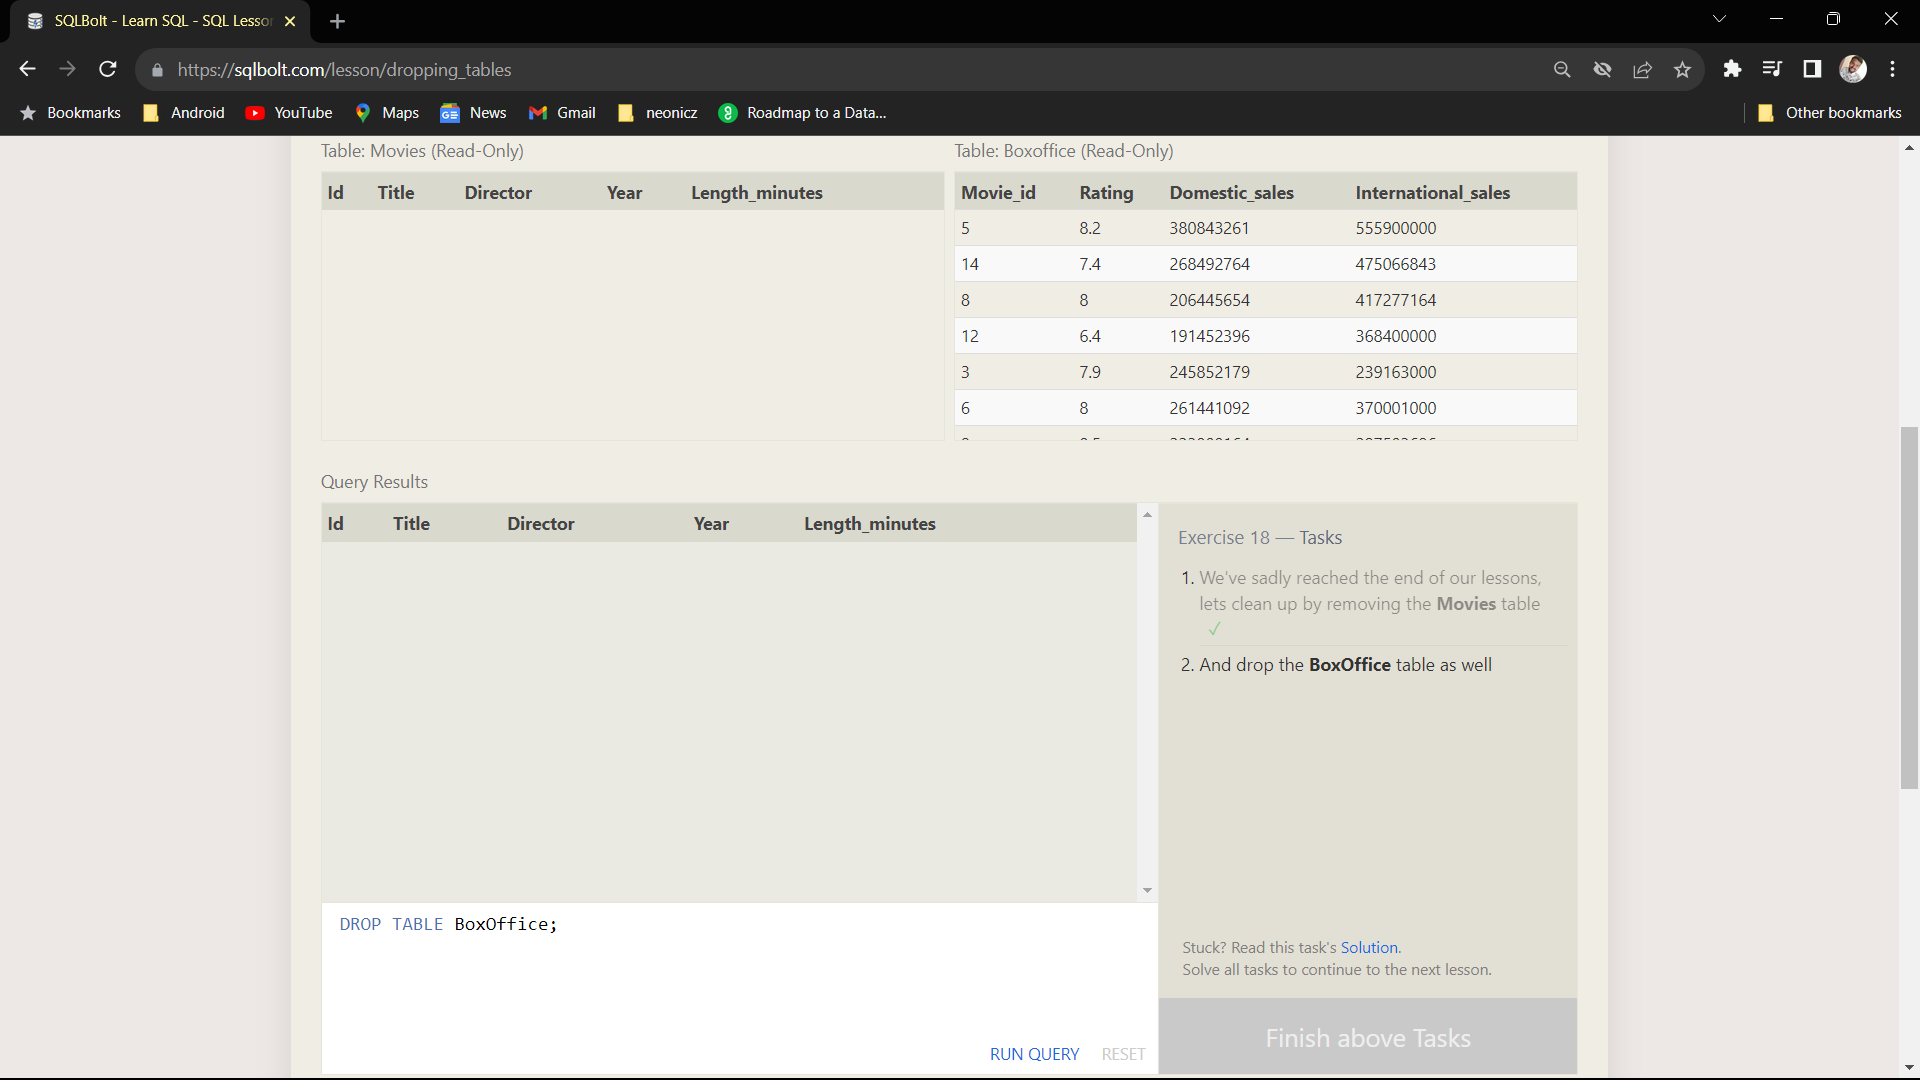 SQLBolt - Learn SQL - SQL Lesso
https://sqlbolt.com/lesson/dropping_tables
Bookmarks Android YouTube Maps News Gmail neonicz Roadmap to a Data... Other bookmarks
Table: Movies (Read-Only) Table: Boxoffice (Read-Only)
Id Title Director Year Length_minutes Movie_id Rating Domestic_sales International_sales
5 8.2 380843261 555900000
14 7.4 268492764 475066843
8 8 206445654 417277164
12 6.4 191452396 368400000
3 7.9 245852179 239163000
6 8 261441092 370001000
Query Results
Id Title Director Year Length_minutes
Exercise 18 — Tasks
1. We've sadly reached the end of our lessons,
lets clean up by removing the Movies table
✓
2. And drop the BoxOffice table as well
DROP TABLE BoxOffice;
Stuck? Read this task's Solution.
Solve all tasks to continue to the next lesson.
Finish above Tasks
RUN QUERY RESET